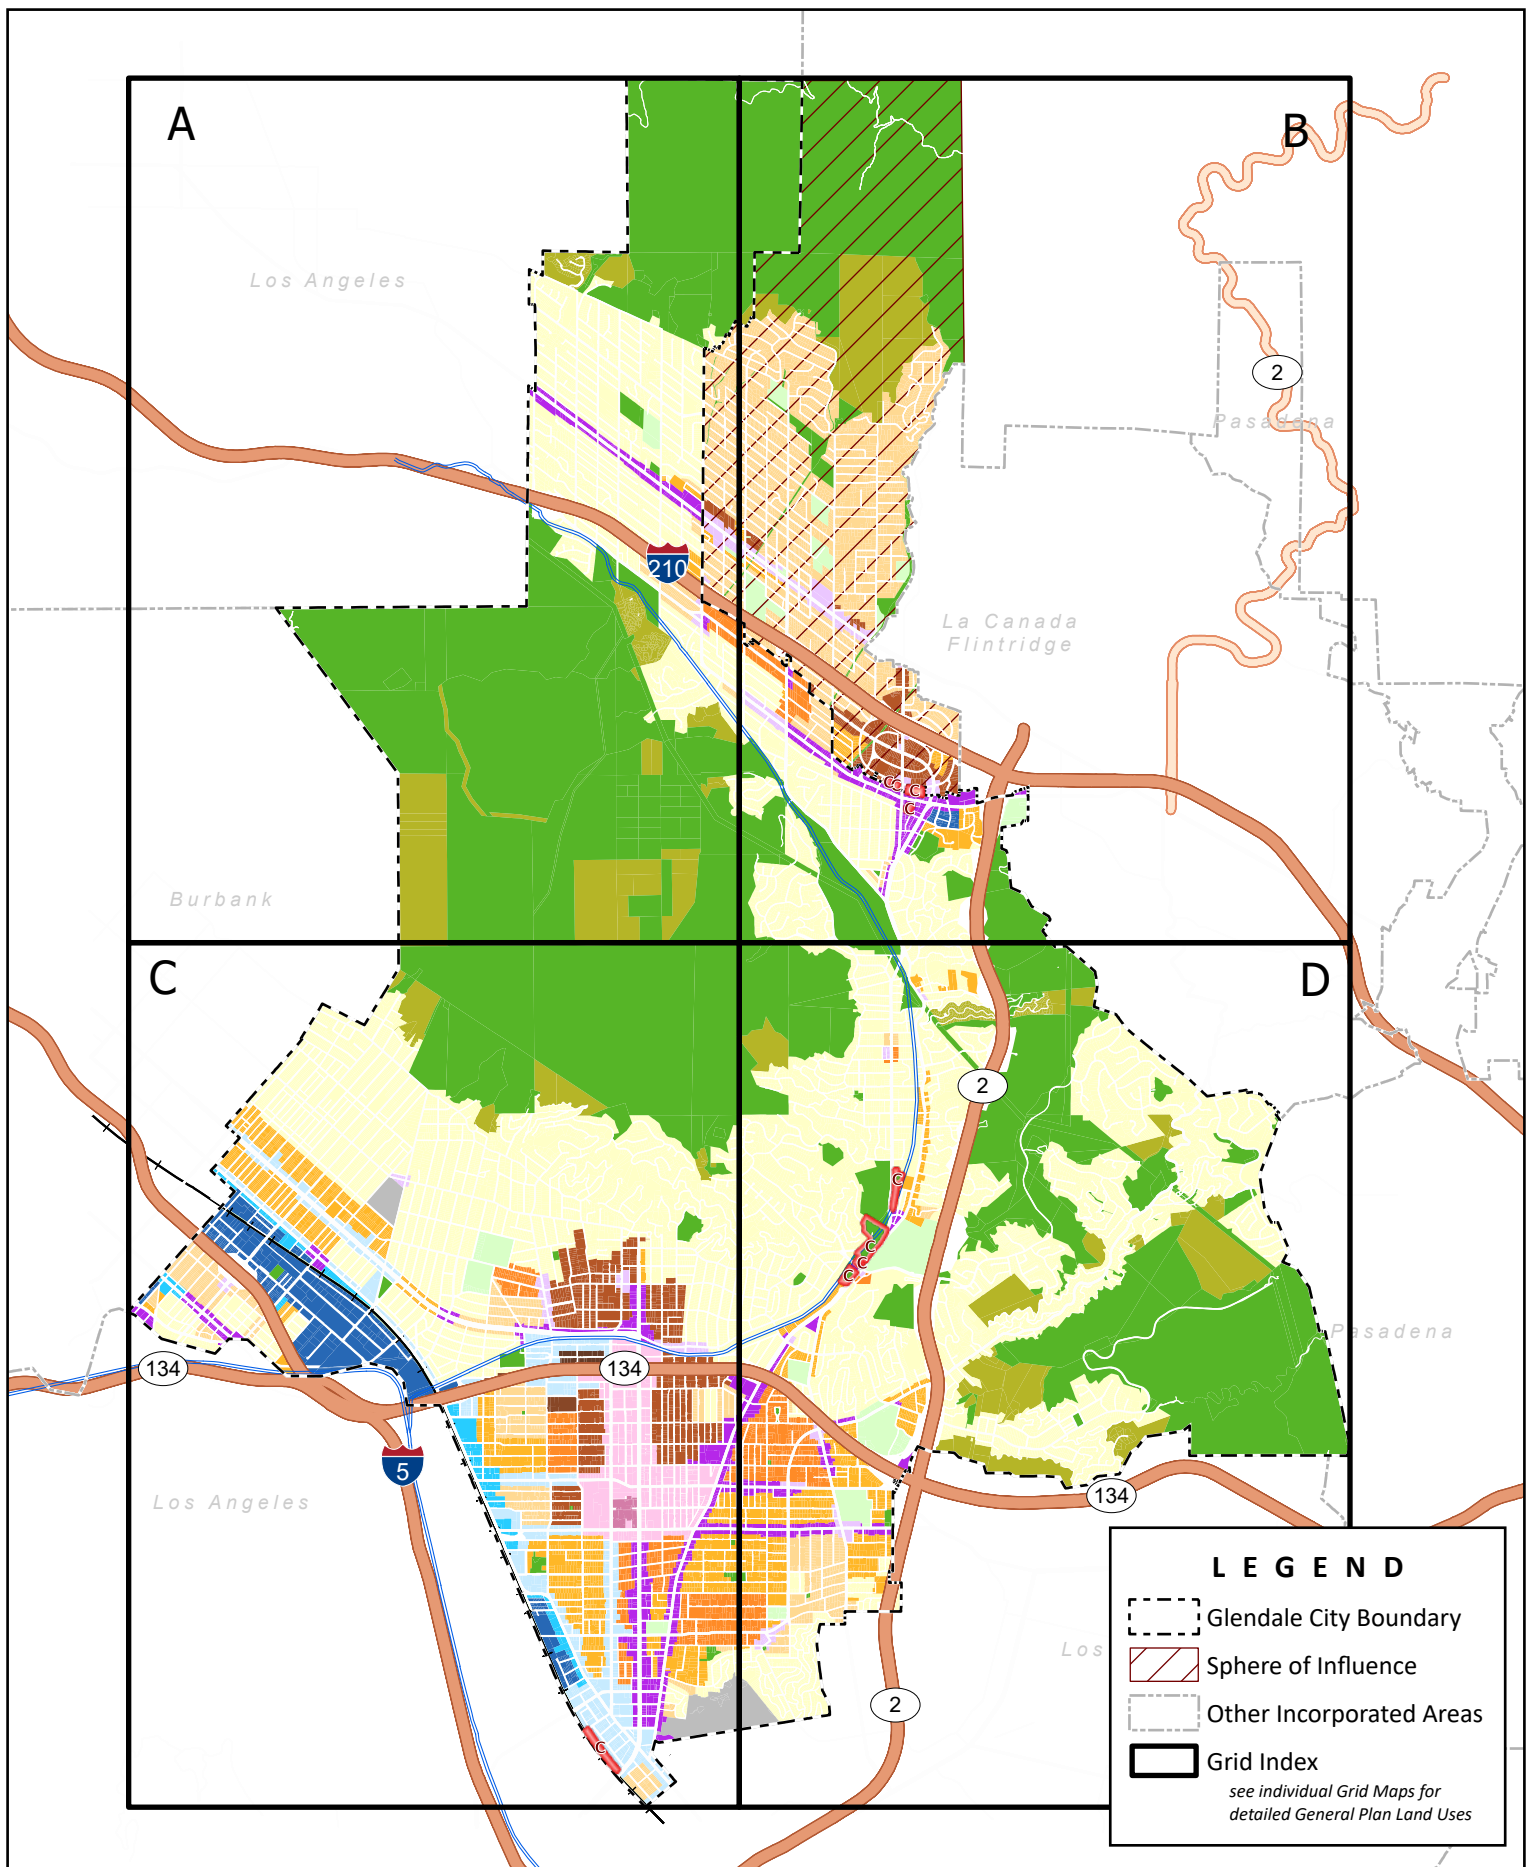 A
B
Los Angeles
2
Pasadena
210
La Canada
Flintridge
C
C
C
C
Burbank
C
D
2
C
C
C
C
Pasadena
134
134
5
Los Angeles
134
L E G E N D
Glendale City Boundary
Los
Sphere of Influence
2
Other Incorporated Areas
C
Grid Index
see individual Grid Maps for
detailed General Plan Land Uses